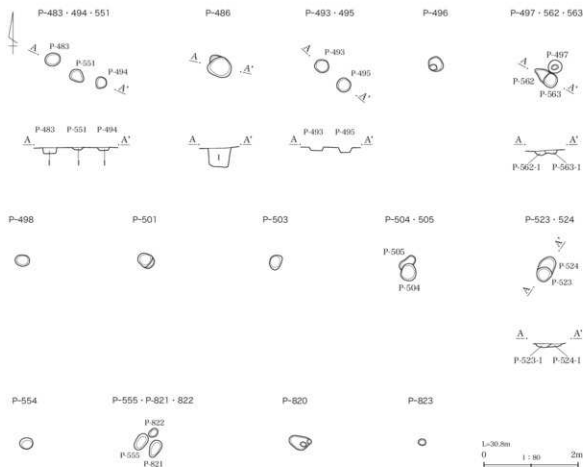 P-483・494・551
P-486
P-493・495
P-496
P-497・562・563
A
P-483
P-551
P-494
A'
A
A'
A
P-493
P-495
A'
P-497
A
P-562
A'
P-563
P-483 P-551 P-494
A A'
I I I
A A'
I
P-493 P-495
A A'
A A'
P-562-1 P-563-1
P-498
P-501
P-503
P-504・505
P-523・524
P-505
P-504
A'
P-524
P-523
A
A A'
P-523-1 P-524-1
P-554
P-555・P-821・822
P-820
P-823
P-822
P-555
P-821
L=30.8m
0 1:80 2m